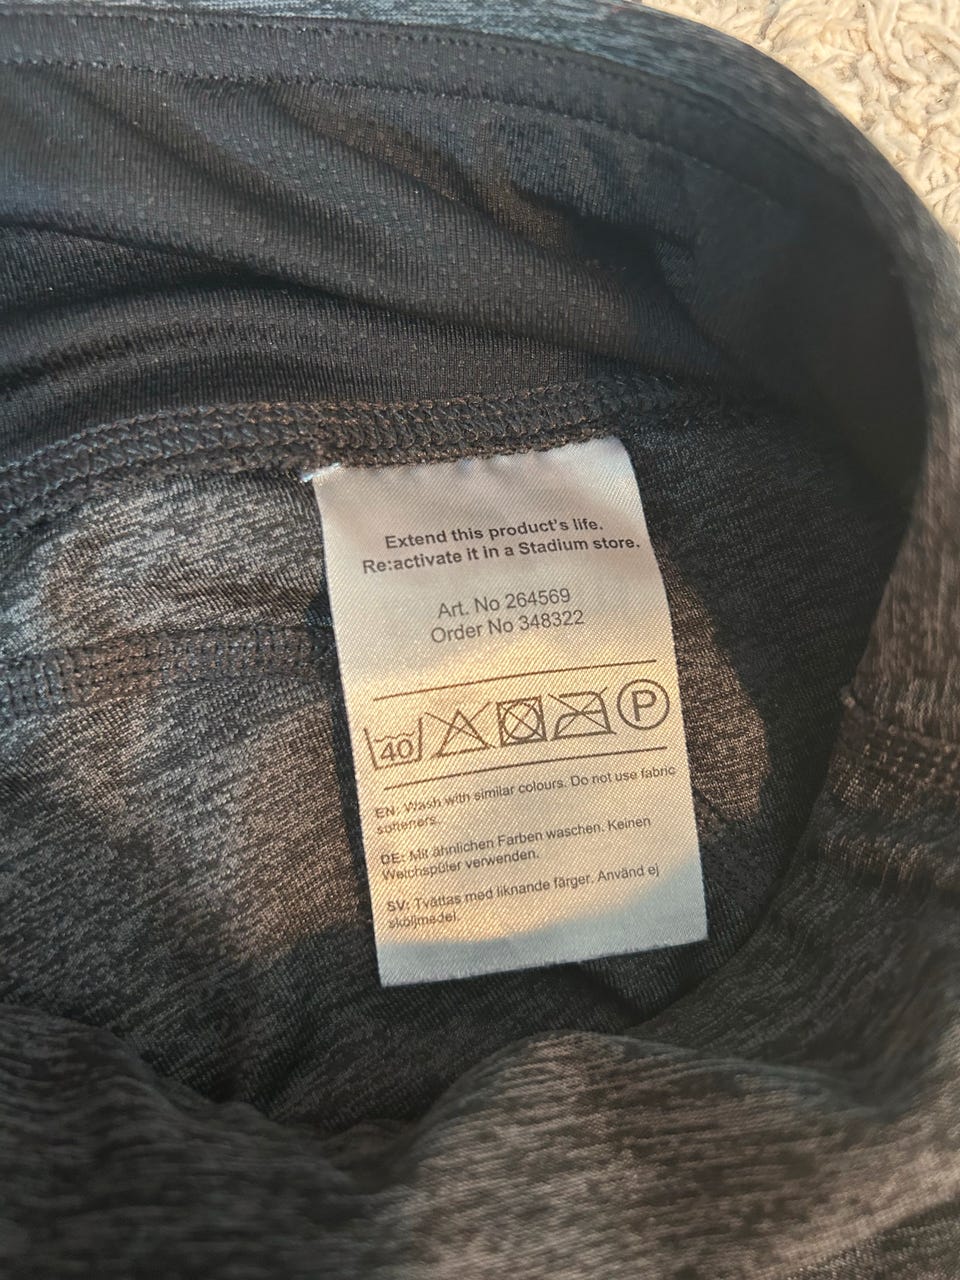 Extend this product's life.
Re:activate it in a Stadium store.
Art. No 264569
Order No 348322
40 P
EN: Wash with similar colours. Do not use fabric
softeners.
DE: Mit ähnlichen Farben waschen. Keinen
Weichspüler verwenden.
SV: Tvättas med liknande färger. Använd ej
sköljmedel.